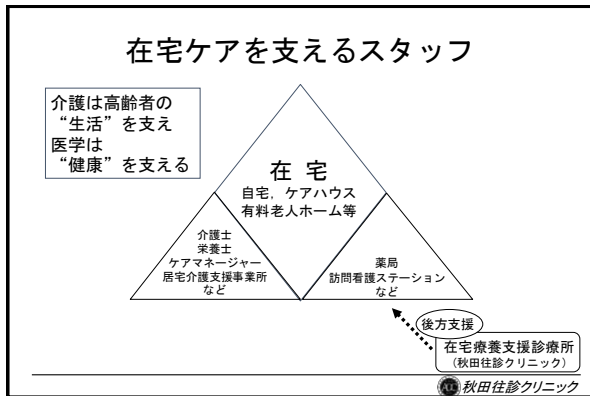 在宅ケアを支えるスタッフ
介護は高齢者の
“生活”を支え
医学は
“健康”を支える
在 宅
自宅，ケアハウス
有料老人ホーム等
介護士
栄養士
ケアマネージャー
居宅介護支援事業所
など
薬局
訪問看護ステーション
など
後方支援
在宅療養支援診療所
（秋田往診クリニック）
秋田往診クリニック